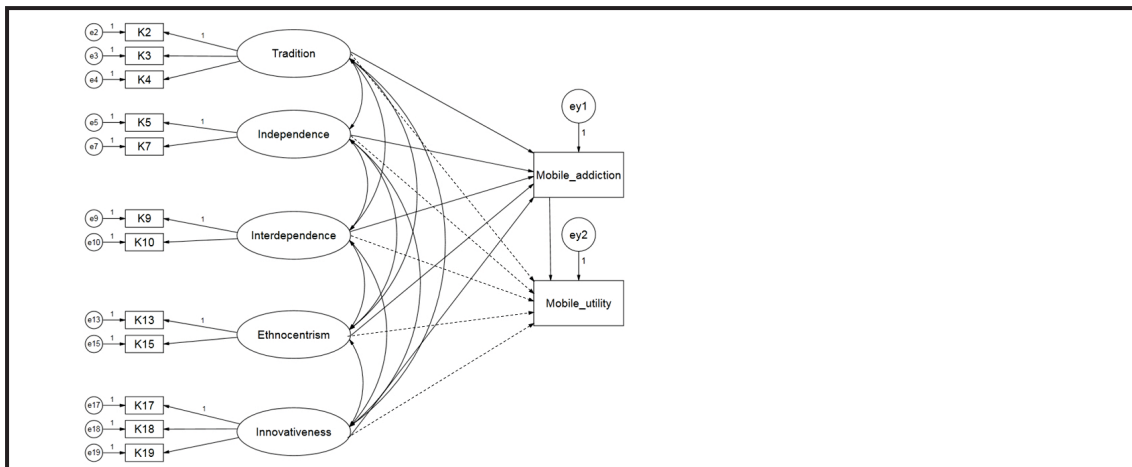 e2 1 K2 1
e3 1 K3
e4 1 K4
Tradition
e5 1 K5 1
e7 1 K7
Independence
e9 1 K9 1
e10 1 K10
Interdependence
e13 1 K13 1
e15 1 K15
Ethnocentrism
e17 1 K17 1
e18 1 K18
e19 1 K19
Innovativeness
ey1
1
Mobile_addiction
ey2
1
Mobile_utility